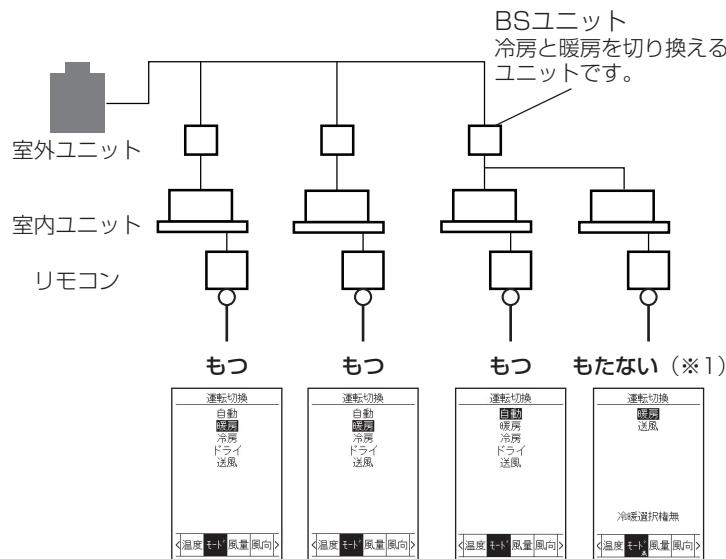 BSユニット
冷房と暖房を切り換える
ユニットです。
室外ユニット
室内ユニット
リモコン
もつ
もつ
もつ
もたない（※1）
運転切換
自動
暖房
冷房
ドライ
送風
<温度 モード 風量 風向>
運転切換
自動
暖房
冷房
ドライ
送風
<温度 モード 風量 風向>
運転切換
自動
暖房
冷房
ドライ
送風
<温度 モード 風量 風向>
運転切換
暖房
送風
冷暖選択権無
<温度 モード 風量 風向>